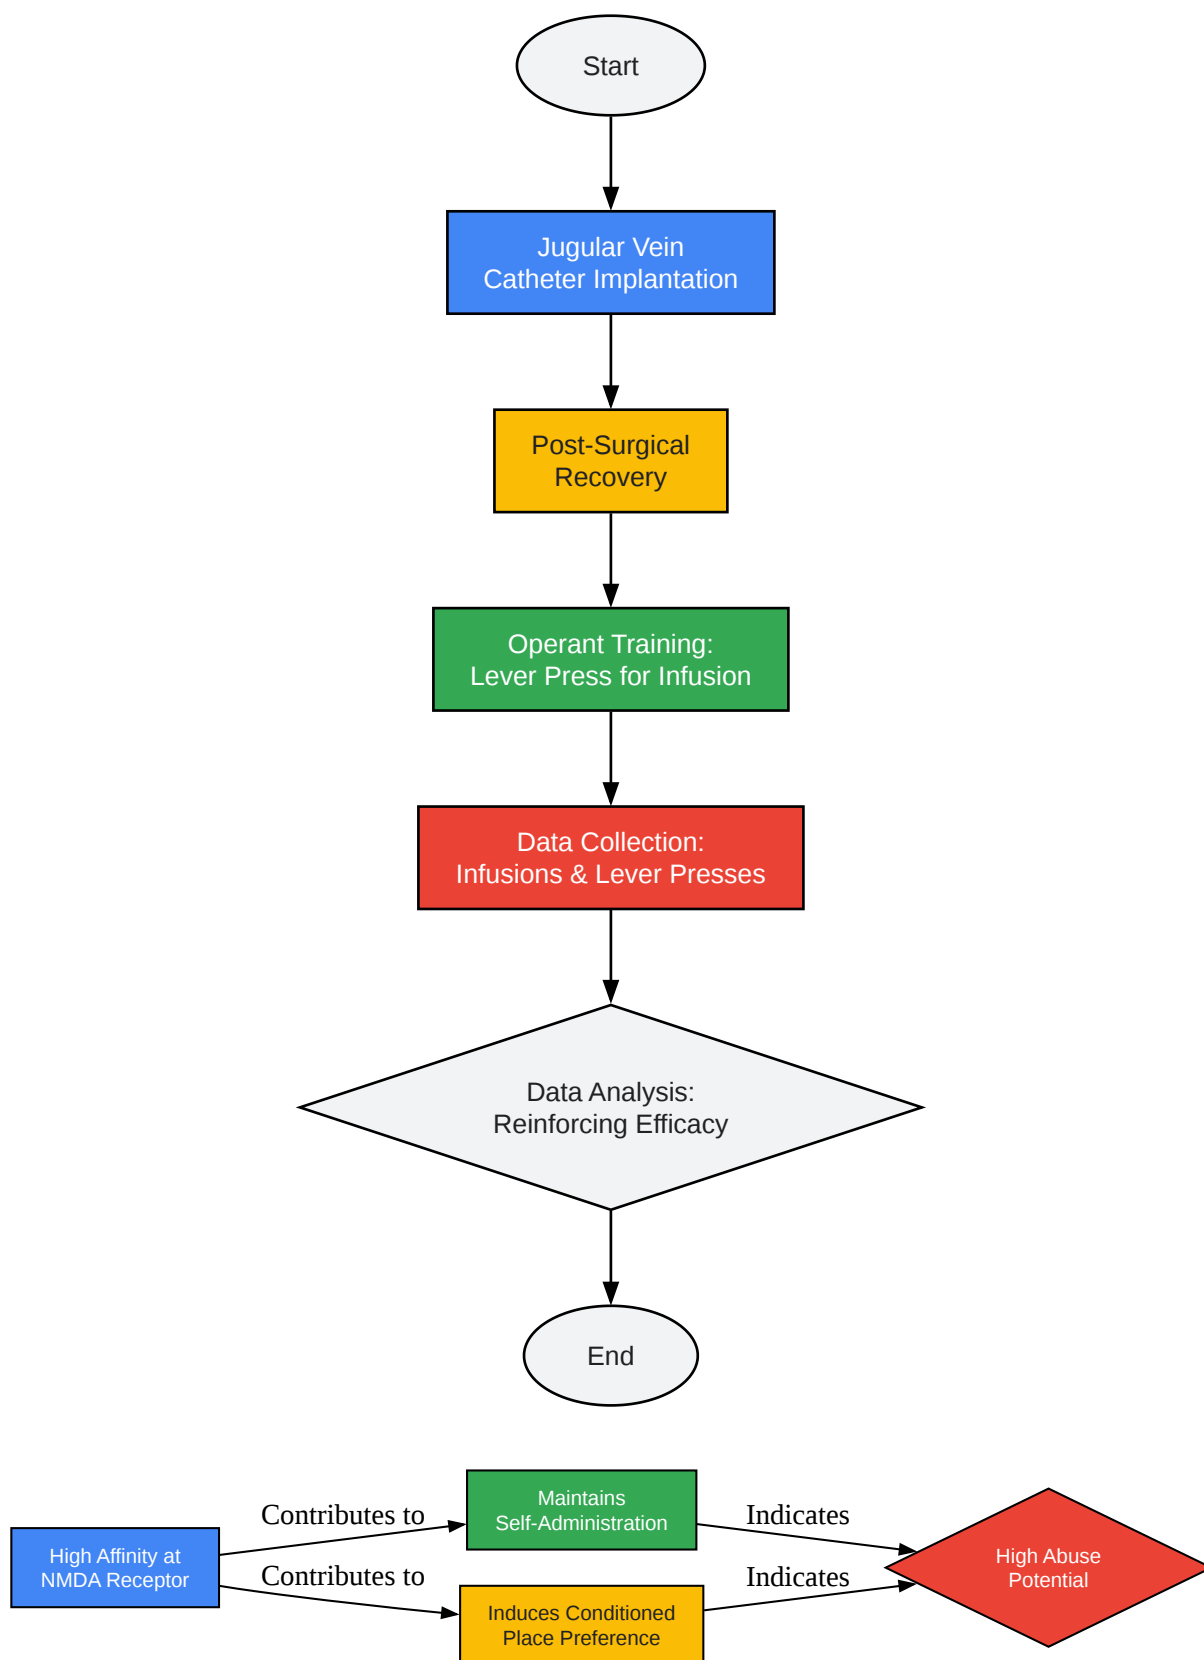 Start
Jugular Vein
Catheter Implantation
Post-Surgical
Recovery
Operant Training:
Lever Press for Infusion
Data Collection:
Infusions & Lever Presses
Data Analysis:
Reinforcing Efficacy
End
High Affinity at
NMDA Receptor
Contributes to
Contributes to
Maintains
Self-Administration
Induces Conditioned
Place Preference
Indicates
Indicates
High Abuse
Potential